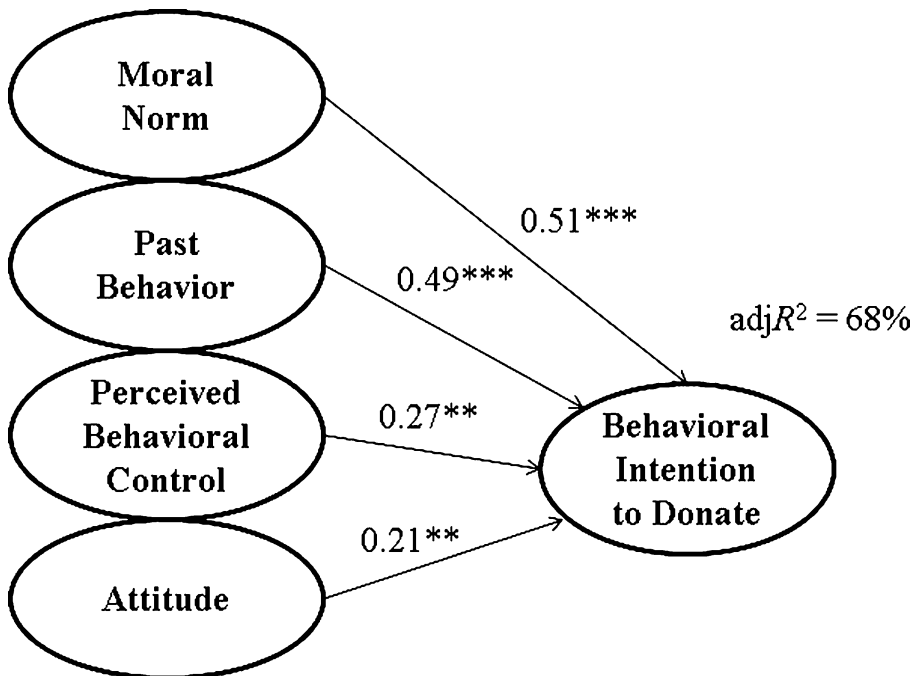 Moral
Norm
0.51***
Past
Behavior
0.49***
adjR² = 68%
Perceived
Behavioral
Control
0.27**
Behavioral
Intention
to Donate
0.21**
Attitude